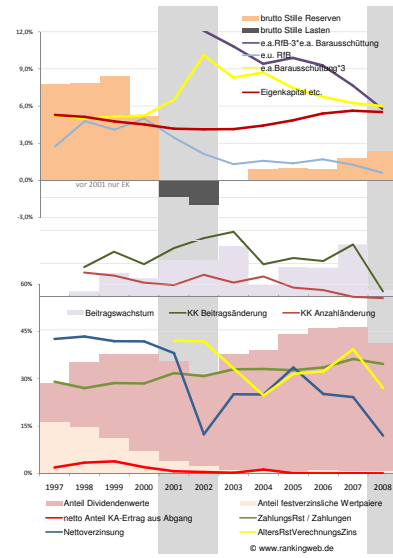 brutto Stille Reserven
brutto Stille Lasten
12,0%
e.a.RfB-3*e.a. Barausschüttung
e.u. RfB
9,0%
e.a.Barausschüttung*3
Eigenkapital etc.
6,0%
3,0%
0,0%
vor 2001 nur EK
-3,0%
60%
Beitragswachstum
KK Beitragsänderung
KK Anzahländerung
45%
30%
15%
0%
1997 1998 1999 2000 2001 2002 2003 2004 2005 2006 2007 2008
Anteil Dividendenwerte
Anteil festverzinsliche Wertpaiere
netto Anteil KA-Ertrag aus Abgang
ZahlungsRst / Zahlungen
Nettoverzinsung
AltersRstVerechnungsZins
© www.rankingweb.de